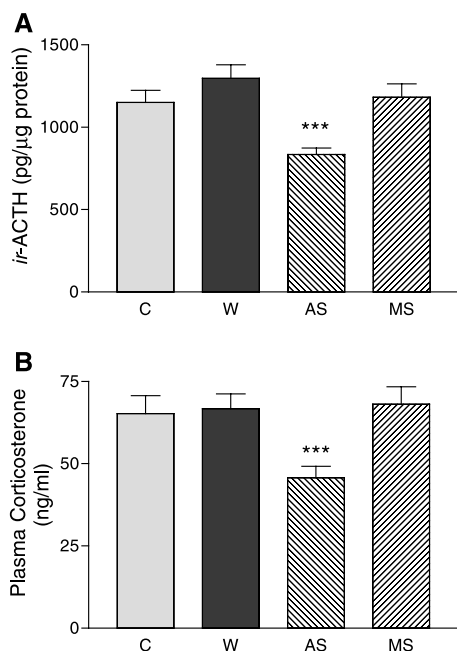 A
ir-ACTH (pg/µg protein)
1500
1000
500
0
***
C W AS MS
B
Plasma Corticosterone
(ng/ml)
75
50
25
0
***
C W AS MS